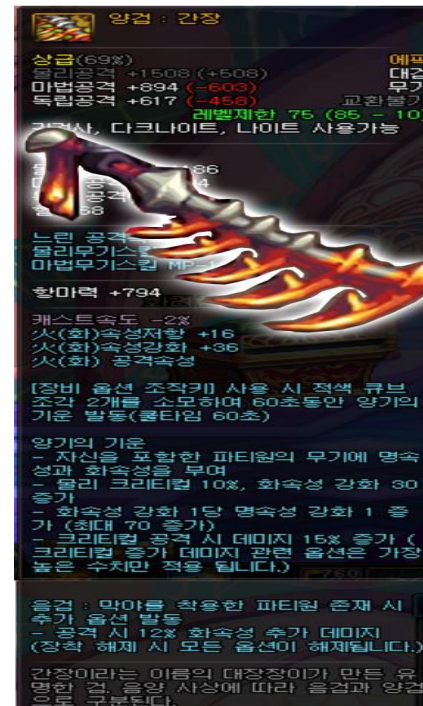 양검 : 간장
상급(69%)
에픽
물리공격 +1508 (+508)
대검
마법공격 +894 (-603)
무기
독립공격 +617 (-458)
교환불가
레벨제한 75 (85 - 10)
다크나이트, 나이트 사용가능
느린 공격
마법무기스킬 MP
항마력 +794
캐스트속도 -2%
火(화)속성저항 +16
火(화)속성강화 +36
火(화) 공격속성
[장비 옵션 조작키] 사용 시 적색 큐브
조각 2개를 소모하여 60초동안 양기의
기운 발동(쿨타임 60초)
양기의 기운
- 자신을 포함한 파티원의 무기에 명속
성과 화속성을 부여
- 물리 크리티컬 10%, 화속성 강화 30
증가
- 화속성 강화 1당 명속성 강화 1 증
가 (최대 70 증가)
- 크리티컬 공격 시 데미지 15% 증가 (
크리티컬 증가 데미지 관련 옵션은 가장
높은 수치만 적용 됩니다.)
음검 : 막야를 착용한 파티원 존재 시
추가 옵션 발동
- 공격 시 12% 화속성 추가 데미지
(장착 해제 시 모든 옵션이 해제됩니다.)
간장이라는 이름의 대장장이가 만든 유
명한 검. 음양 사상에 따라 음검과 양검
으로 구분된다.